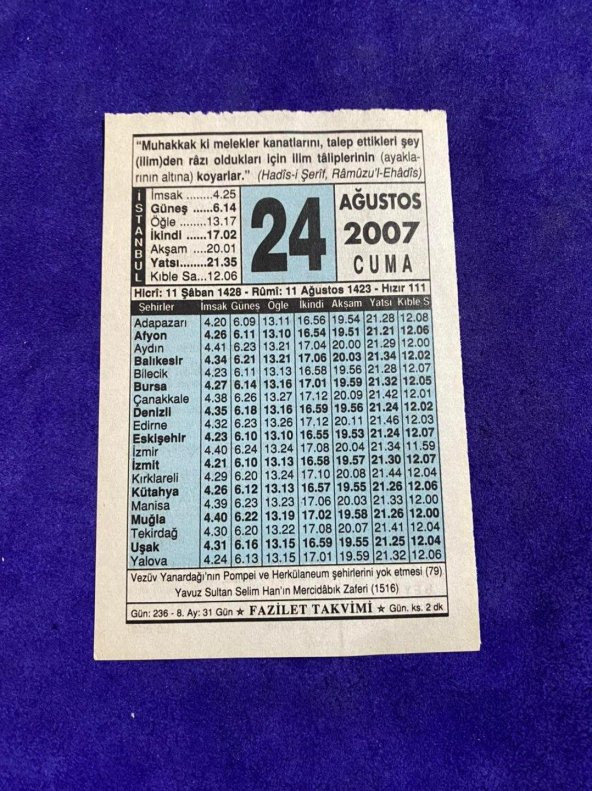 “Muhakkak ki melekler kanatlarını, talep ettikleri şey
(ilim)den râzı oldukları için ilim tâliplerinin (ayakla-
rının altına) koyarlar.” (Hadîs-i Şerîf, Râmûzu'l-Ehâdîs)
İSTANBUL
İmsak ........4.25
Güneş ......6.14
Öğle ........13.17
İkindi ......17.02
Akşam .....20.01
Yatsı........21.35
Kıble Sa...12.06
24
AĞUSTOS
2007
CUMA
Hicrî: 11 Şâban 1428 - Rûmî: 11 Ağustos 1423 - Hızır 111
Şehirler İmsak Güneş Öğle İkindi Akşam Yatsı Kıble S
Adapazarı 4.20 6.09 13.11 16.56 19.54 21.28 12.08
Afyon 4.26 6.11 13.10 16.54 19.51 21.21 12.06
Aydın 4.41 6.23 13.21 17.04 20.00 21.29 12.00
Balıkesir 4.34 6.21 13.21 17.06 20.03 21.34 12.02
Bilecik 4.23 6.11 13.13 16.58 19.56 21.28 12.07
Bursa 4.27 6.14 13.16 17.01 19.59 21.32 12.05
Çanakkale 4.38 6.26 13.27 17.12 20.09 21.42 12.01
Denizli 4.35 6.18 13.16 16.59 19.56 21.24 12.02
Edirne 4.32 6.23 13.26 17.12 20.11 21.46 12.03
Eskişehir 4.23 6.10 13.10 16.55 19.53 21.24 12.07
İzmir 4.40 6.24 13.24 17.08 20.04 21.34 11.59
İzmit 4.21 6.10 13.13 16.58 19.57 21.30 12.07
Kırklareli 4.29 6.20 13.24 17.10 20.08 21.44 12.04
Kütahya 4.26 6.12 13.13 16.57 19.55 21.26 12.06
Manisa 4.39 6.23 13.23 17.06 20.03 21.33 12.00
Muğla 4.40 6.22 13.19 17.02 19.58 21.26 12.00
Tekirdağ 4.30 6.20 13.22 17.08 20.07 21.41 12.04
Uşak 4.31 6.16 13.15 16.59 19.55 21.25 12.04
Yalova 4.24 6.13 13.15 17.01 19.59 21.32 12.06
Vezüv Yanardağı'nın Pompei ve Herkülaneum şehirlerini yok etmesi (79)
Yavuz Sultan Selim Han'ın Mercidâbık Zaferi (1516)
Gün: 236 - 8. Ay: 31 Gün ★ FAZİLET TAKVİMİ ★ Gün. ks. 2 dk